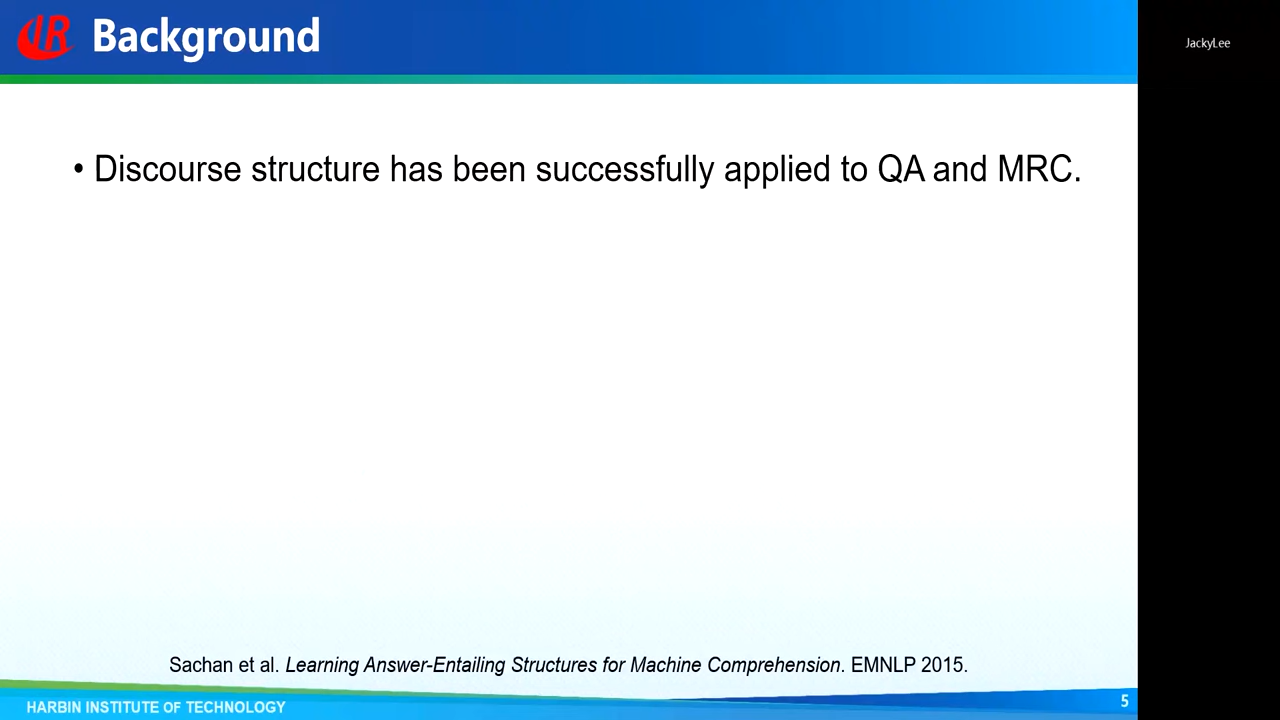 Background
JackyLee
• Discourse structure has been successfully applied to QA and MRC.
Sachan et al. Learning Answer-Entailing Structures for Machine Comprehension. EMNLP 2015.
HARBIN INSTITUTE OF TECHNOLOGY
5